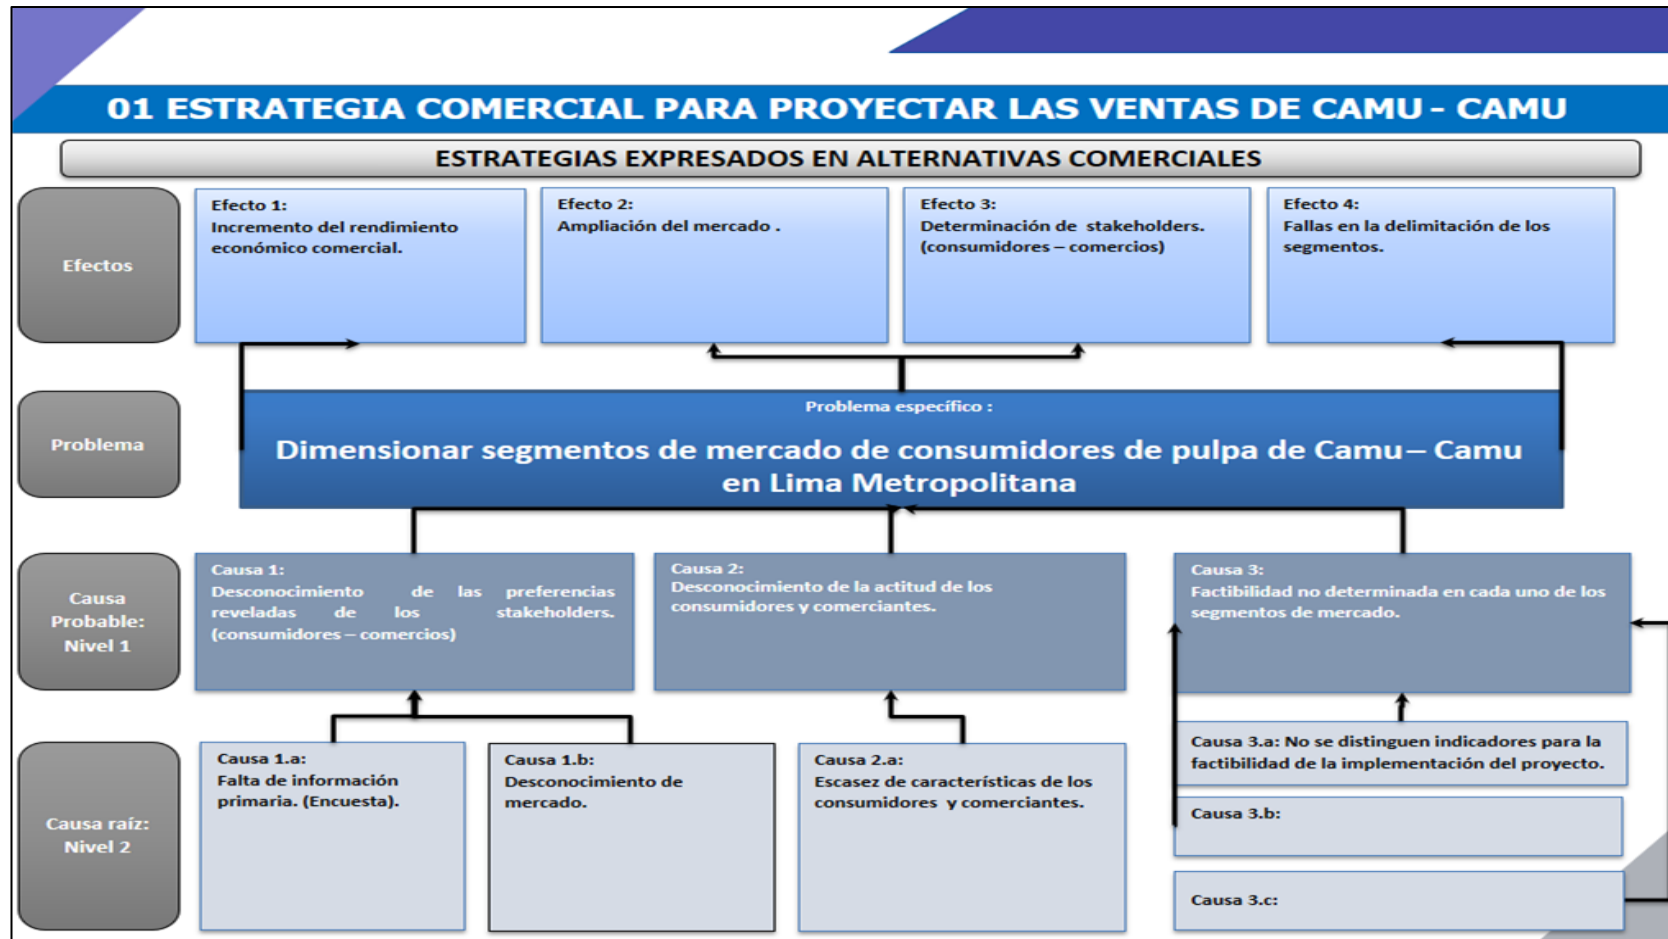 01 ESTRATEGIA COMERCIAL PARA PROYECTAR LAS VENTAS DE CAMU - CAMU
ESTRATEGIAS EXPRESADOS EN ALTERNATIVAS COMERCIALES
Efectos
Efecto 1:
Incremento del rendimiento
económico comercial.
Efecto 2:
Ampliación del mercado .
Efecto 3:
Determinación de stakeholders.
(consumidores – comercios)
Efecto 4:
Fallas en la delimitación de los
segmentos.
Problema
Problema específico :
Dimensionar segmentos de mercado de consumidores de pulpa de Camu – Camu
en Lima Metropolitana
Causa
Probable:
Nivel 1
Causa 1:
Desconocimiento de las preferencias
reveladas de los stakeholders.
(consumidores – comercios)
Causa 2:
Desconocimiento de la actitud de los
consumidores y comerciantes.
Causa 3:
Factibilidad no determinada en cada uno de los
segmentos de mercado.
Causa raíz:
Nivel 2
Causa 1.a:
Falta de información
primaria. (Encuesta).
Causa 1.b:
Desconocimiento de
mercado.
Causa 2.a:
Escasez de características de los
consumidores y comerciantes.
Causa 3.a: No se distinguen indicadores para la
factibilidad de la implementación del proyecto.
Causa 3.b:
Causa 3.c: